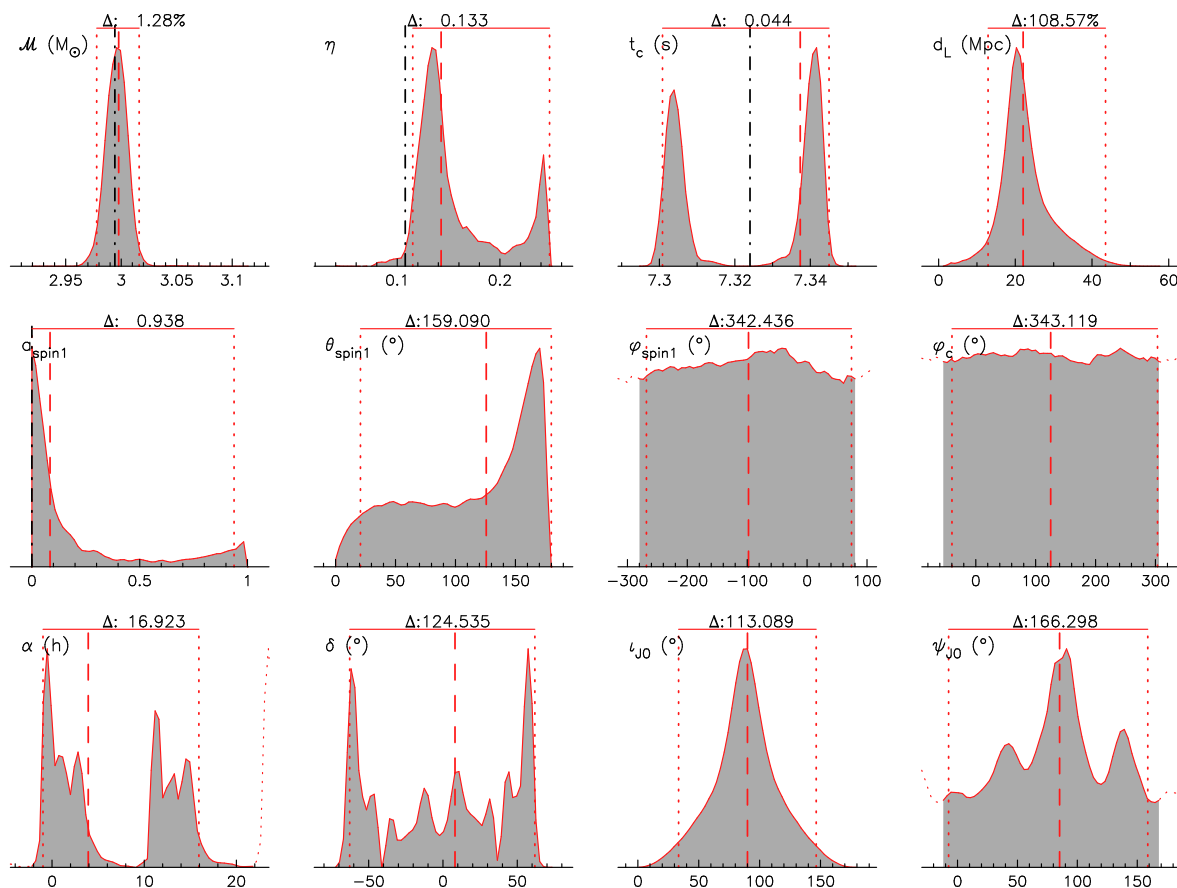 Δ: 1.28%
ℳ (M⊙)
2.95 3 3.05 3.1
Δ: 0.133
η
0.1 0.2
Δ: 0.044
t_c (s)
7.3 7.32 7.34
Δ:108.57%
d_L (Mpc)
0 20 40 60
Δ: 0.938
a_spin1
0 0.5 1
Δ:159.090
θ_spin1 (°)
0 50 100 150
Δ:342.436
φ_spin1 (°)
−300 −200 −100 0 100
Δ:343.119
φ_c (°)
0 100 200 300
Δ: 16.923
α (h)
0 10 20
Δ:124.535
δ (°)
−50 0 50
Δ:113.089
ι_J0 (°)
0 50 100 150
Δ:166.298
ψ_J0 (°)
0 50 100 150